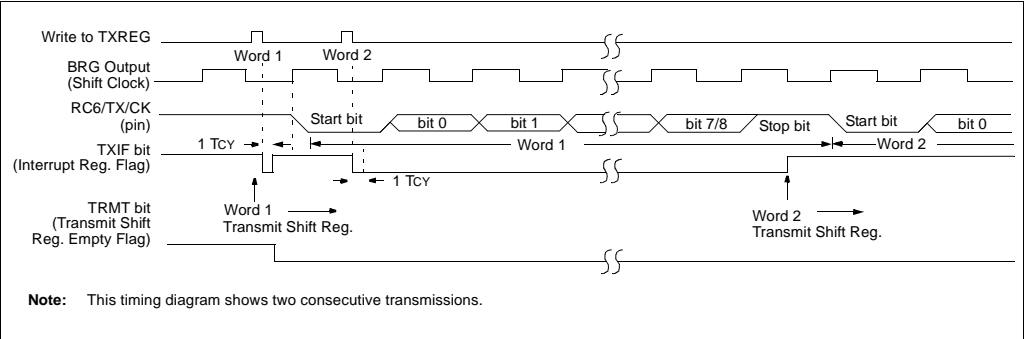 Write to TXREG
Word 1 Word 2
BRG Output
(Shift Clock)
RC6/TX/CK
(pin)
Start bit bit 0 bit 1 bit 7/8 Stop bit Start bit bit 0
Word 1 Word 2
TXIF bit
(Interrupt Reg. Flag)
1 TCY
1 TCY
Word 1
Transmit Shift Reg.
Word 2
Transmit Shift Reg.
TRMT bit
(Transmit Shift
Reg. Empty Flag)
Note: This timing diagram shows two consecutive transmissions.